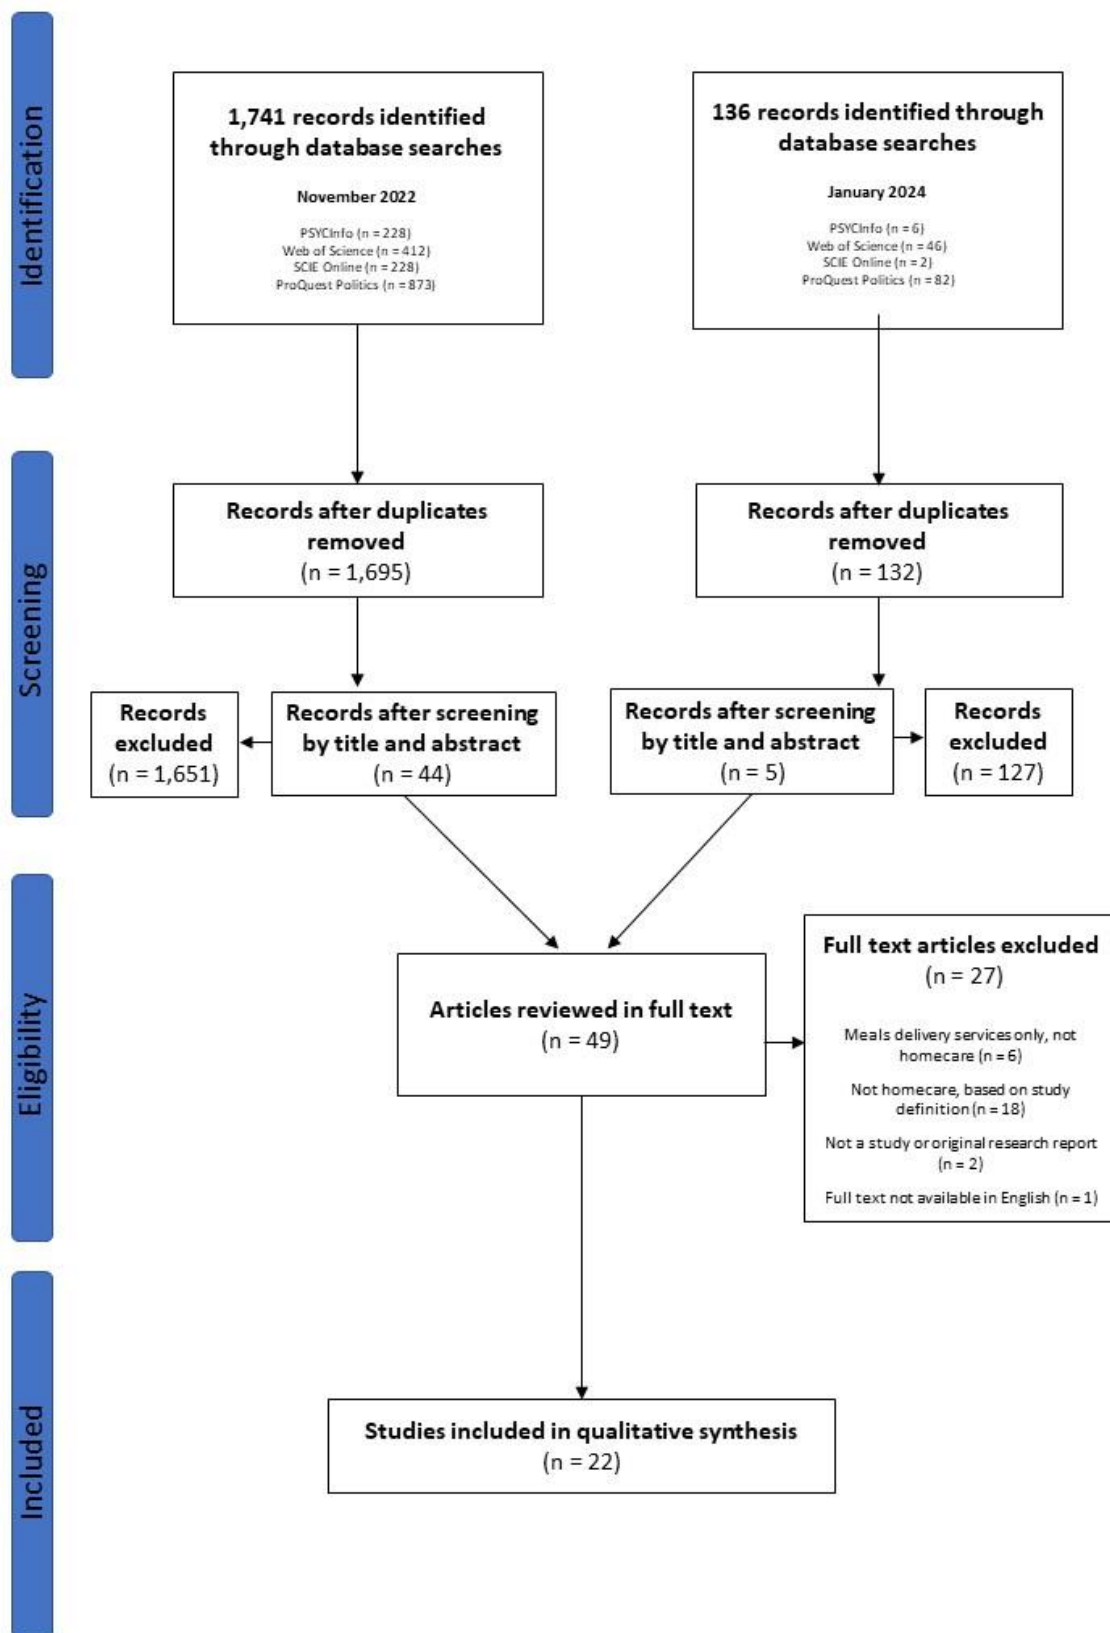 Identification
1,741 records identified
through database searches
November 2022
PSYCInfo (n = 228)
Web of Science (n = 412)
SCIE Online (n = 228)
ProQuest Politics (n = 873)
136 records identified through
database searches
January 2024
PSYCInfo (n = 6)
Web of Science (n = 46)
SCIE Online (n = 2)
ProQuest Politics (n = 82)
Screening
Records after duplicates
removed
(n = 1,695)
Records after duplicates
removed
(n = 132)
Records
excluded
(n = 1,651)
Records after screening
by title and abstract
(n = 44)
Records after screening
by title and abstract
(n = 5)
Records
excluded
(n = 127)
Eligibility
Articles reviewed in full text
(n = 49)
Full text articles excluded
(n = 27)
Meals delivery services only, not
homecare (n = 6)
Not homecare, based on study
definition (n = 18)
Not a study or original research report
(n = 2)
Full text not available in English (n = 1)
Included
Studies included in qualitative synthesis
(n = 22)